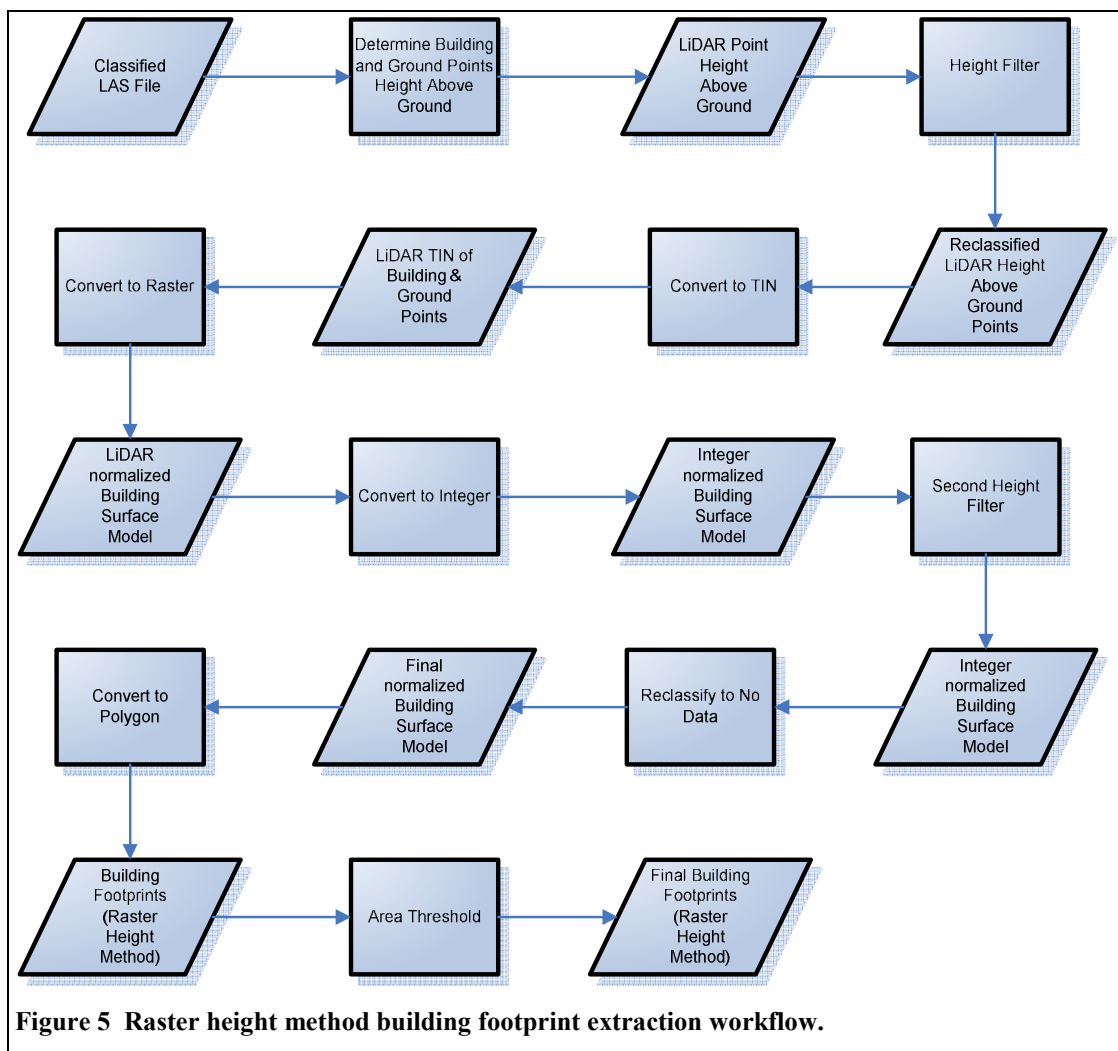 Classified
LAS File
Determine Building
and Ground Points
Height Above
Ground
LiDAR Point
Height
Above
Ground
Height Filter
Convert to Raster
LiDAR TIN of
Building &
Ground
Points
Convert to TIN
Reclassified
LiDAR Height
Above
Ground
Points
LiDAR
normalized
Building
Surface
Model
Convert to Integer
Integer
normalized
Building
Surface
Model
Second Height
Filter
Convert to
Polygon
Final
normalized
Building
Surface
Model
Reclassify to No
Data
Integer
normalized
Building
Surface
Model
Building
Footprints
(Raster
Height
Method)
Area Threshold
Final Building
Footprints
(Raster
Height
Method)
Figure 5 Raster height method building footprint extraction workflow.